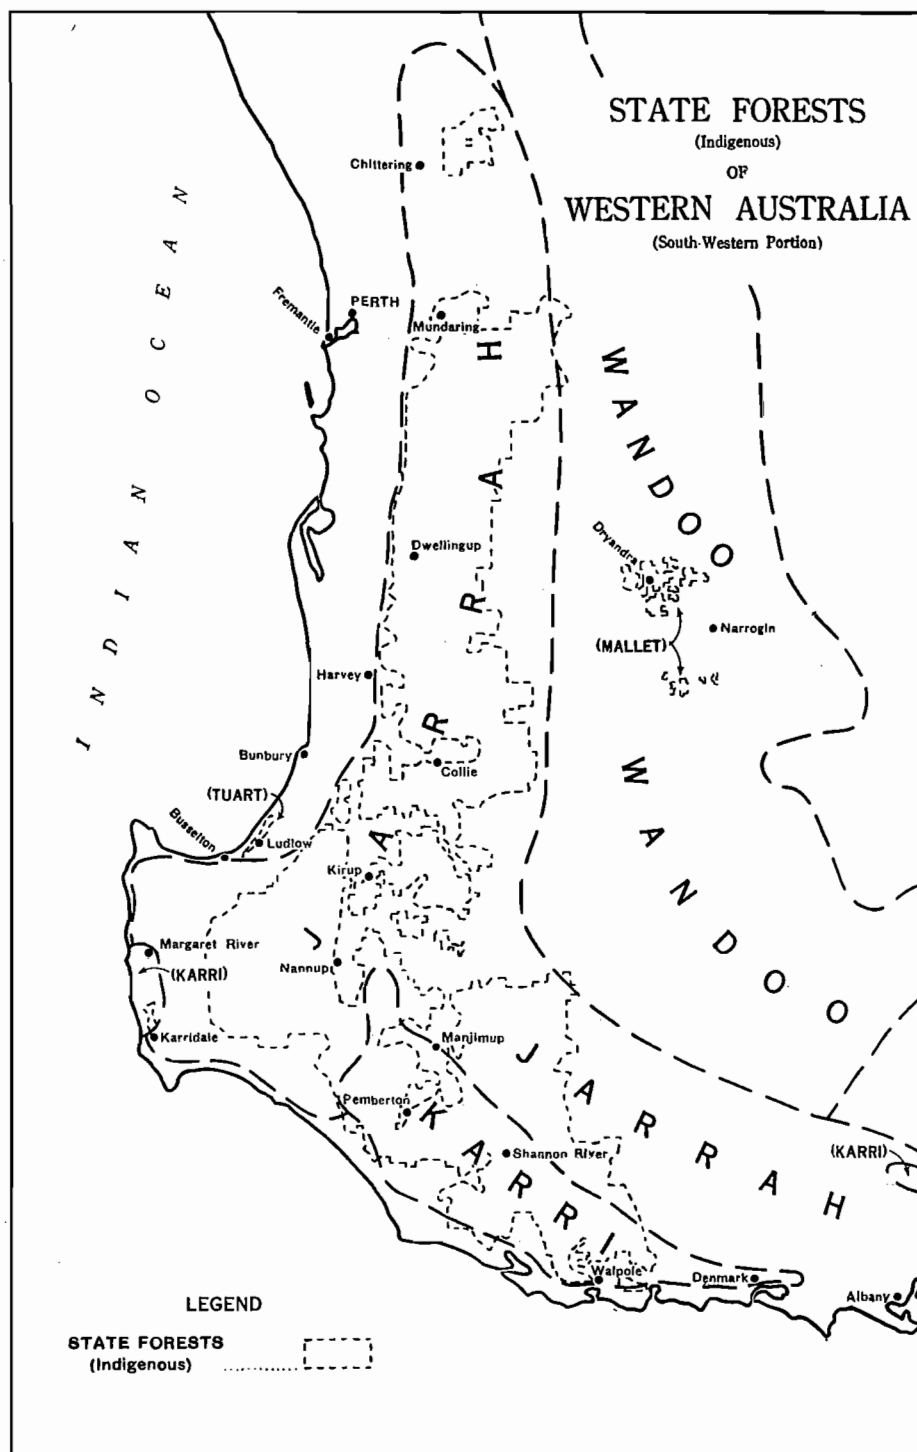 STATE FORESTS
(Indigenous)
OF
WESTERN AUSTRALIA
(South-Western Portion)
Chittering
INDIAN OCEAN
PERTH
Fremantle
Mundaring
WANDOO
Dryandra
Dwellingup
Narrogin
(MALLET)
Harvey
JARRAH
Bunbury
Collie
(TUART)
Busselton
Ludlow
Kirup
WANDOO
Margaret River
(KARRI)
Nannup
Karridale
Manjimup
JARRAH
Pemberton
KARRI
Shannon River
(KARRI)
Walpole
Denmark
Albany
LEGEND
STATE FORESTS
(Indigenous)